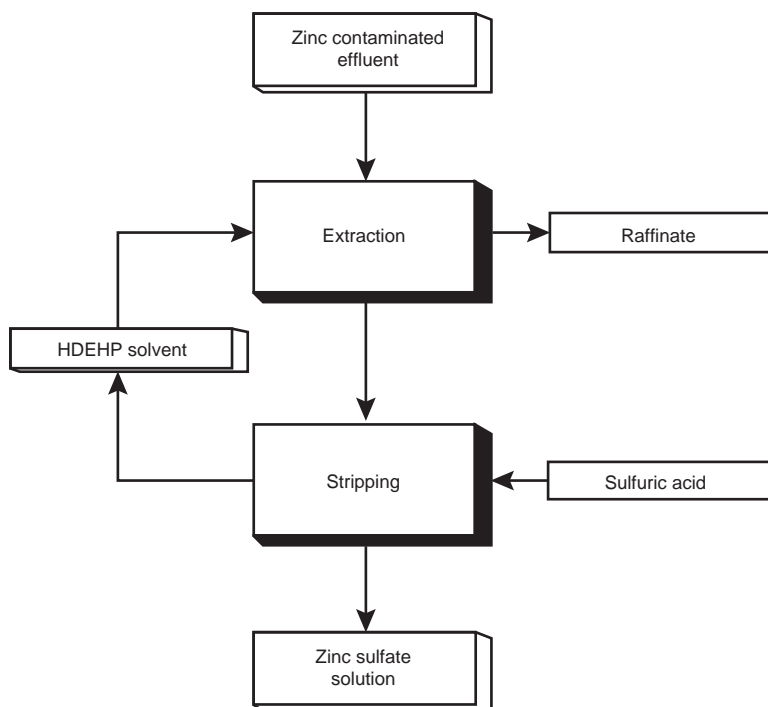 Zinc contaminated
effluent
Extraction
Raffinate
HDEHP solvent
Stripping
Sulfuric acid
Zinc sulfate
solution